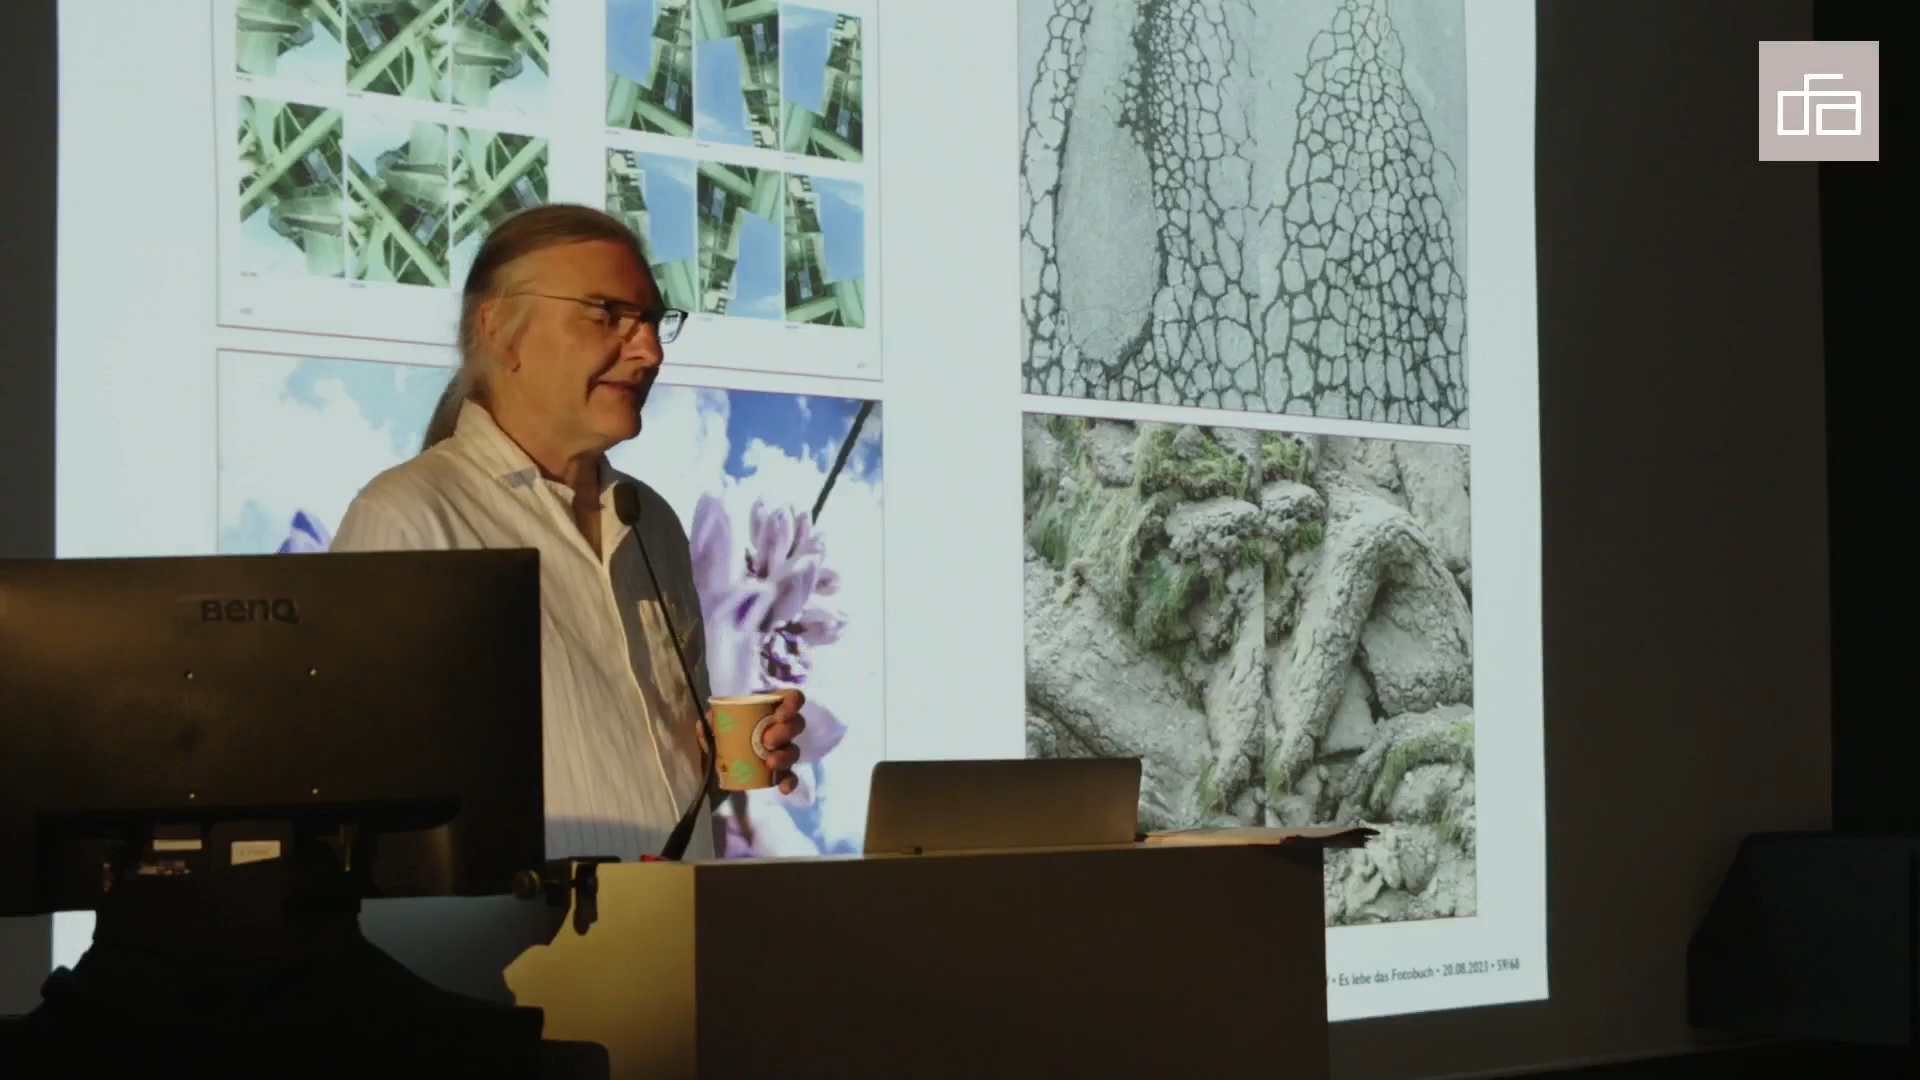 dfa
BenQ
• Es lebe das Fotobuch • 20.08.2023 • 59/68